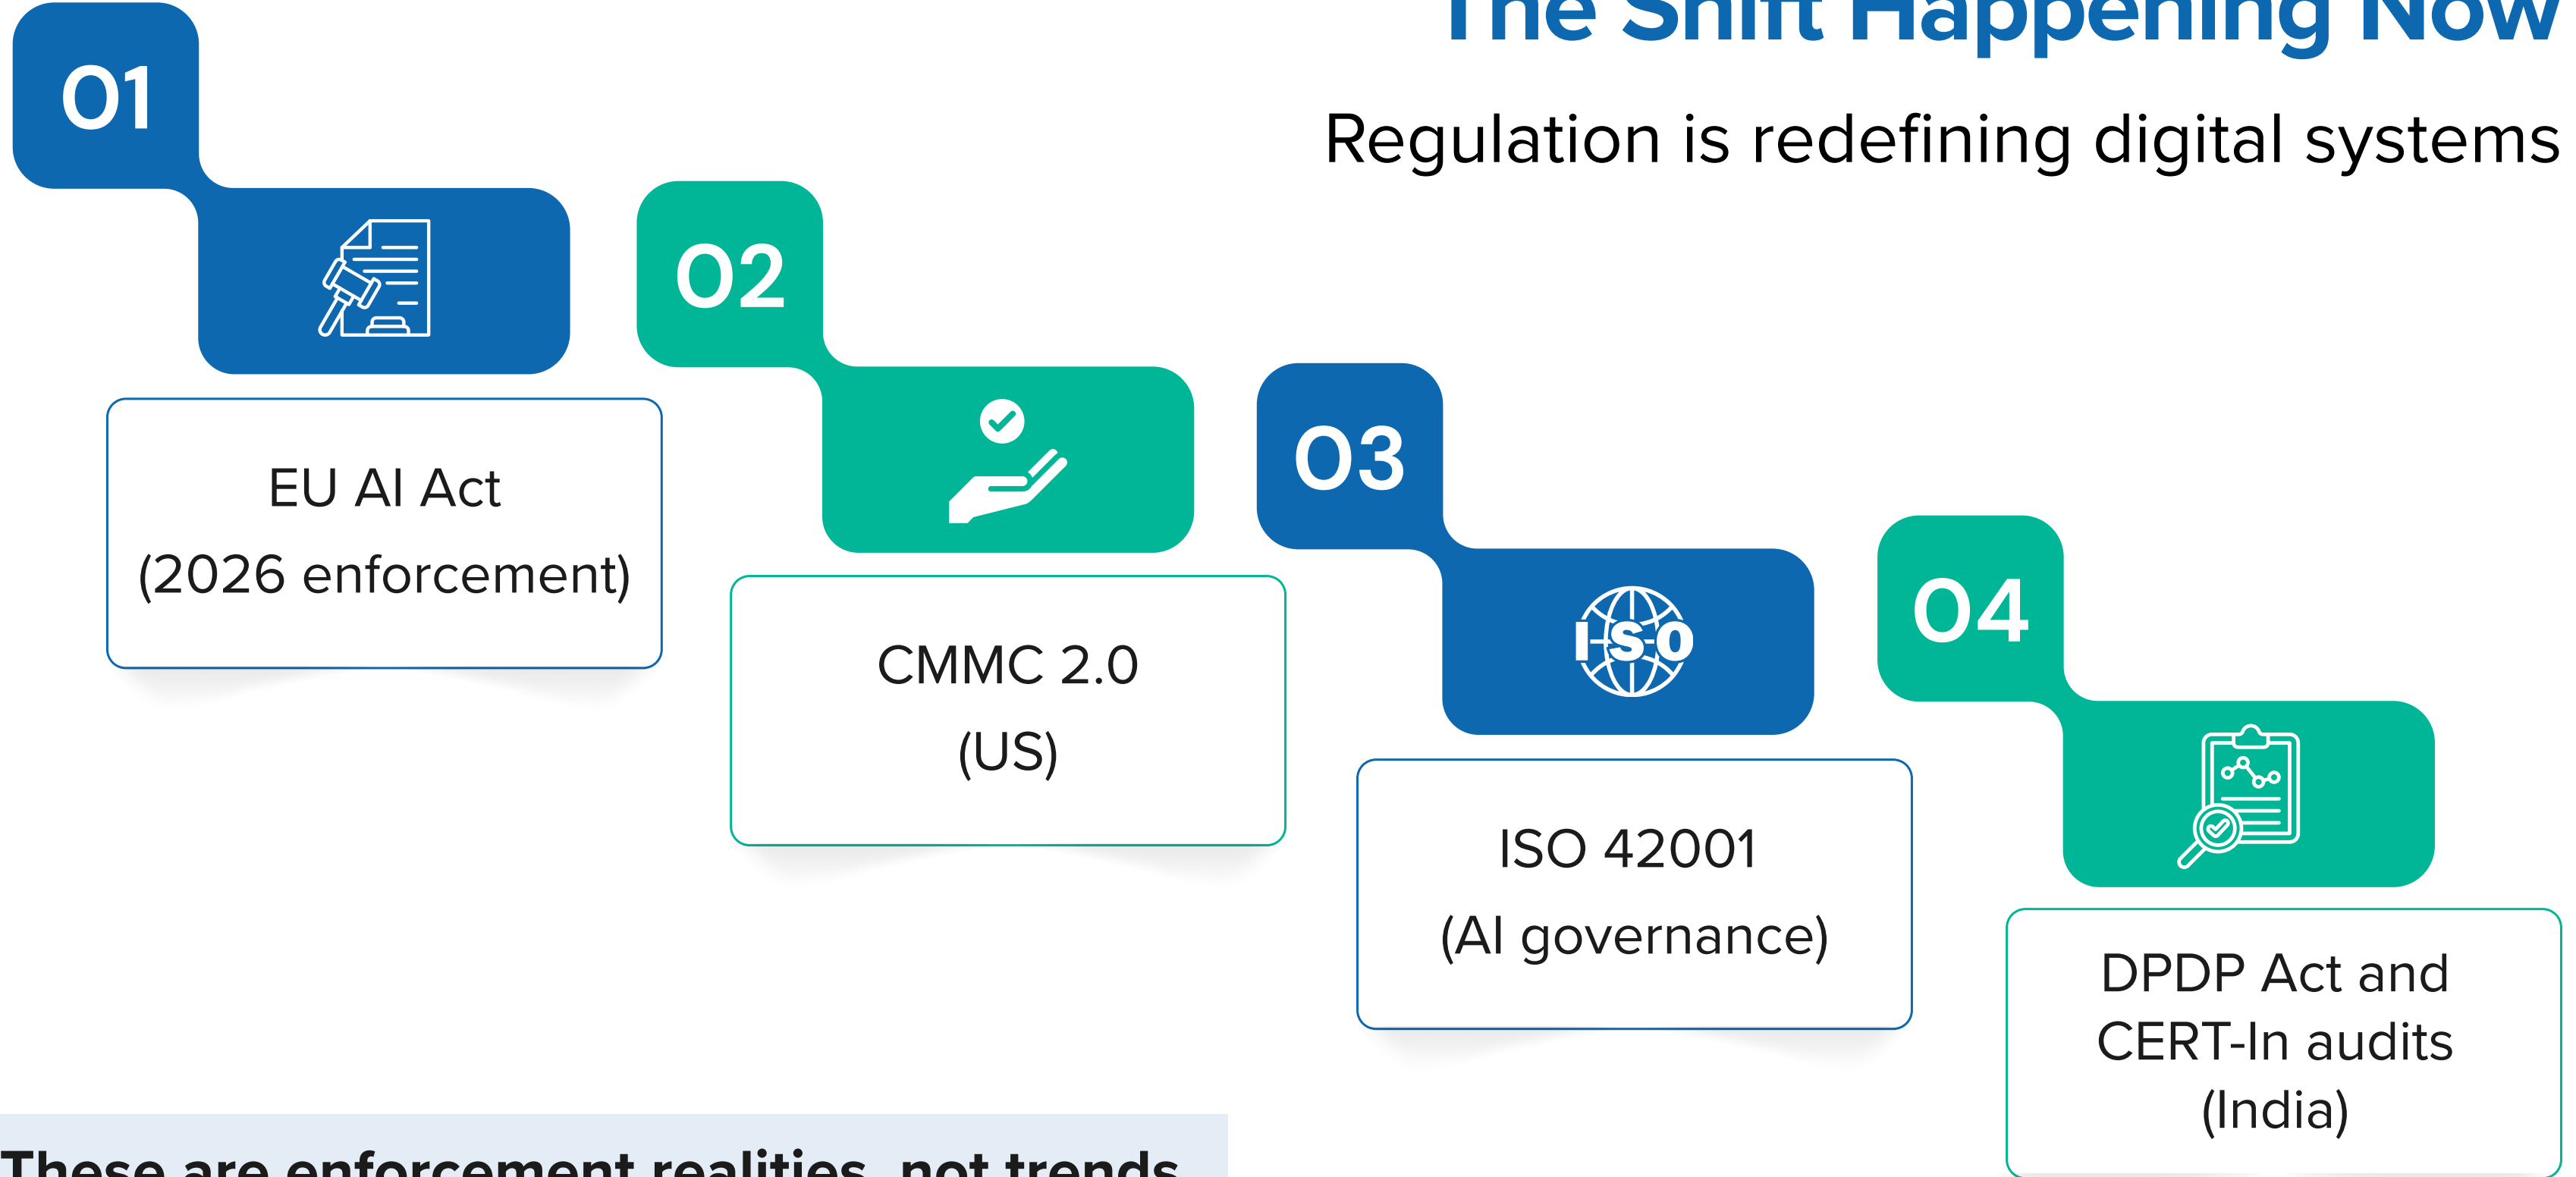 The Shift Happening Now
Regulation is redefining digital systems
01
EU AI Act
(2026 enforcement)
02
CMMC 2.0
(US)
03
ISO
ISO 42001
(AI governance)
04
DPDP Act and
CERT-In audits
(India)
These are enforcement realities, not trends